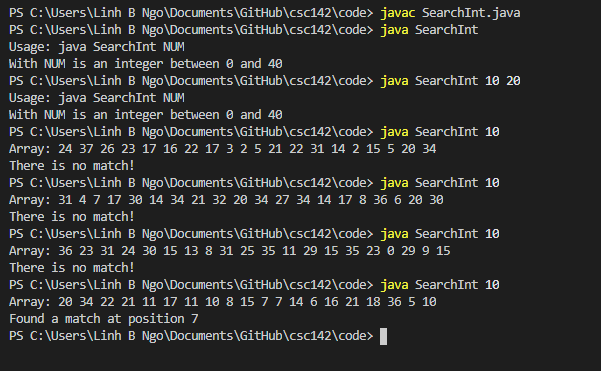 PS C:\Users\Linh B Ngo\Documents\GitHub\csc142\code> javac SearchInt.java
PS C:\Users\Linh B Ngo\Documents\GitHub\csc142\code> java SearchInt
Usage: java SearchInt NUM
With NUM is an integer between 0 and 40
PS C:\Users\Linh B Ngo\Documents\GitHub\csc142\code> java SearchInt 10 20
Usage: java SearchInt NUM
With NUM is an integer between 0 and 40
PS C:\Users\Linh B Ngo\Documents\GitHub\csc142\code> java SearchInt 10
Array: 24 37 26 23 17 16 22 17 3 2 5 21 22 31 14 2 15 5 20 34
There is no match!
PS C:\Users\Linh B Ngo\Documents\GitHub\csc142\code> java SearchInt 10
Array: 31 4 7 17 30 14 34 21 32 20 34 27 34 14 17 8 36 6 20 30
There is no match!
PS C:\Users\Linh B Ngo\Documents\GitHub\csc142\code> java SearchInt 10
Array: 36 23 31 24 30 15 13 8 31 25 35 11 29 15 35 23 0 29 9 15
There is no match!
PS C:\Users\Linh B Ngo\Documents\GitHub\csc142\code> java SearchInt 10
Array: 20 34 22 21 11 17 11 10 8 15 7 7 14 6 16 21 18 36 5 10
Found a match at position 7
PS C:\Users\Linh B Ngo\Documents\GitHub\csc142\code>